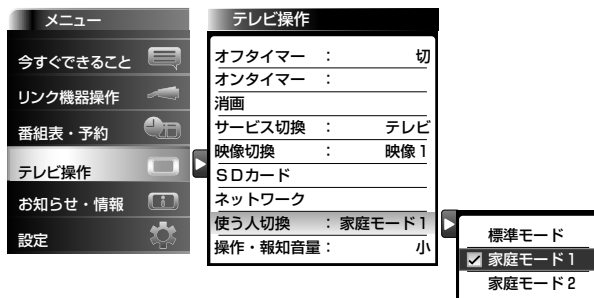 メニュー
今すぐできること
リンク機器操作
番組表・予約
テレビ操作
お知らせ・情報
設定
テレビ操作
オフタイマー : 切
オンタイマー :
消画
サービス切換 : テレビ
映像切換 : 映像1
SDカード
ネットワーク
使う人切換 : 家庭モード1
操作・報知音量 : 小
標準モード
家庭モード1
家庭モード2